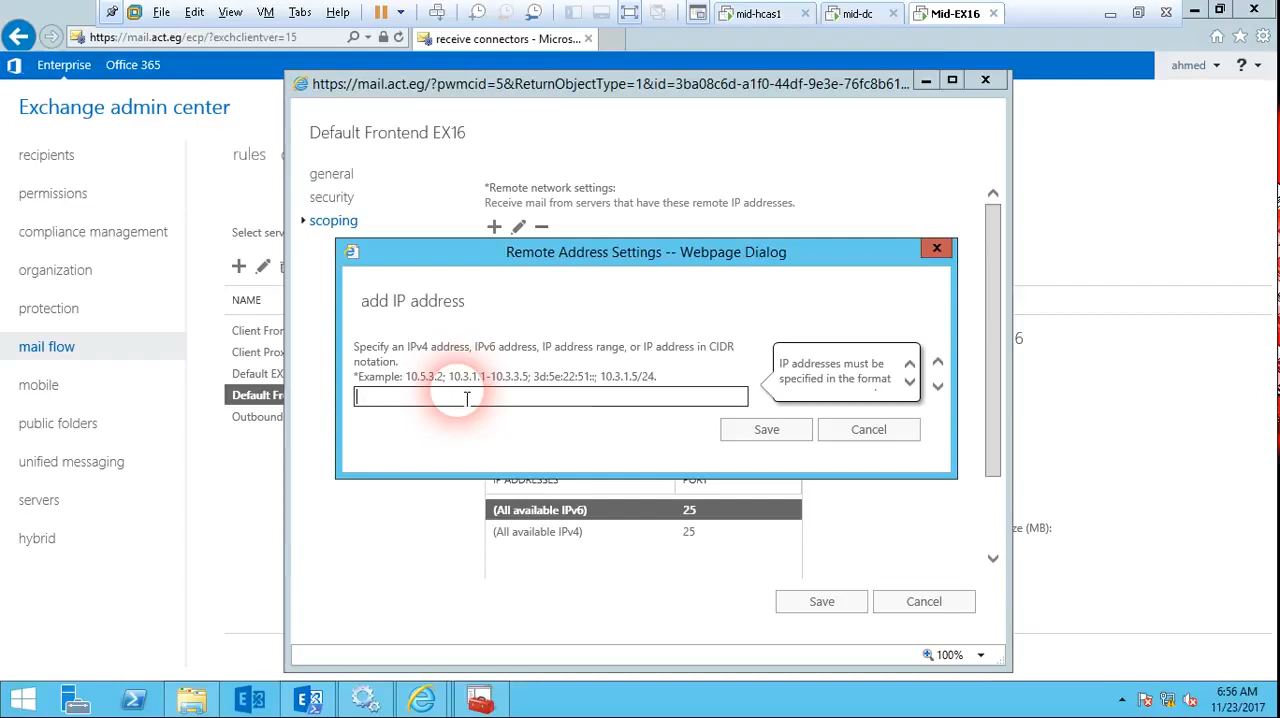 File Edit View VM Tabs Help
mid-hcas1
mid-dc
Mid-EX16
https://mail.act.eg/ecp/?exchclientver=15
receive connectors - Micros...
Enterprise Office 365
ahmed
?
Exchange admin center
recipients
permissions
compliance management
organization
protection
mail flow
mobile
public folders
unified messaging
servers
hybrid
rules
Select serv
NAME
Client Fron
Client Prox
Default EX
Default Fro
Outbound
https://mail.act.eg/?pwmcid=5&ReturnObjectType=1&id=3ba08c6d-a1f0-44df-9e3e-76fc8b61...
Default Frontend EX16
general
security
scoping
*Remote network settings:
Receive mail from servers that have these remote IP addresses.
Remote Address Settings -- Webpage Dialog
add IP address
Specify an IPv4 address, IPv6 address, IP address range, or IP address in CIDR
notation.
*Example: 10.5.3.2; 10.3.1.1-10.3.3.5; 3d:5e:22:51::; 10.3.1.5/24.
IP addresses must be
specified in the format
Save Cancel
IP ADDRESSES PORT
(All available IPv6) 25
(All available IPv4) 25
Save Cancel
ze (MB):
100%
6:56 AM
11/23/2017